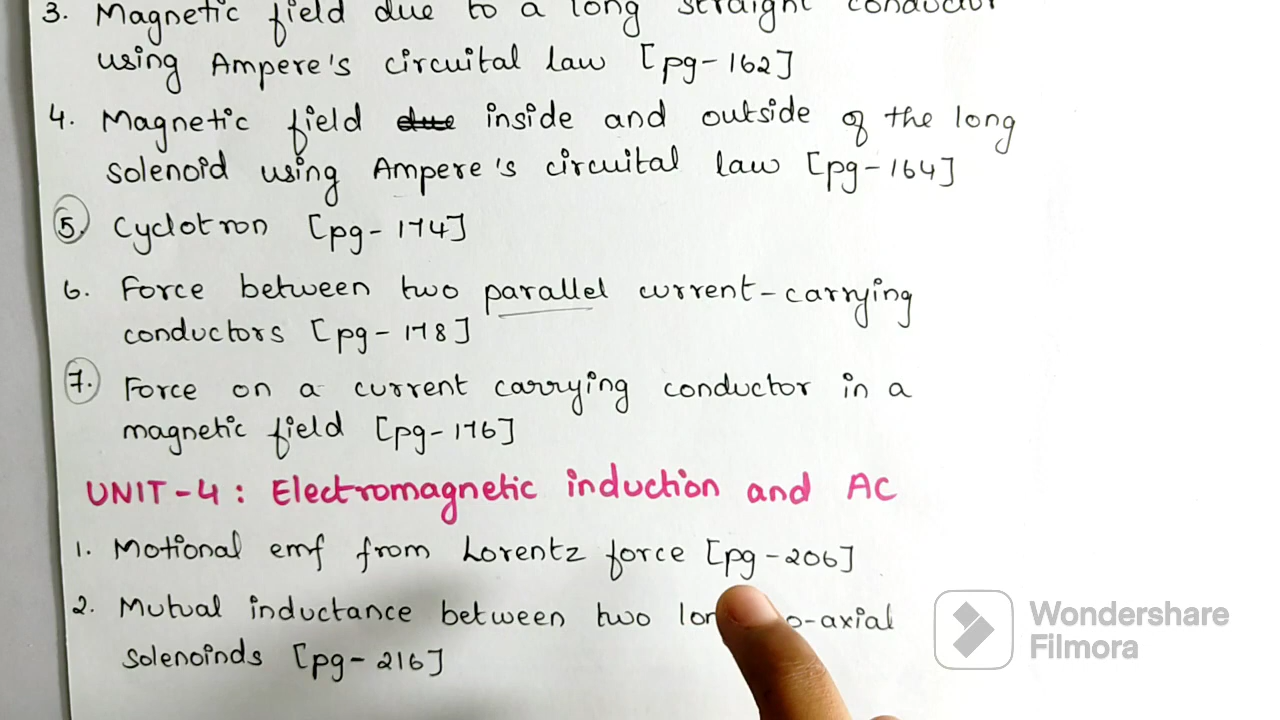 3. Magnetic field due to a long straight conductor
using Ampere's circuital law [pg-162]
4. Magnetic field due inside and outside of the long
solenoid using Ampere's circuital law [pg-164]
5. Cyclotron [pg-174]
6. Force between two parallel current-carrying
conductors [pg-178]
7. Force on a current carrying conductor in a
magnetic field [pg-176]
UNIT-4: Electromagnetic induction and AC
1. Motional emf from Lorentz force [pg-206]
2. Mutual inductance between two lon o-axial
Solenoinds [pg-216]
Wondershare
Filmora